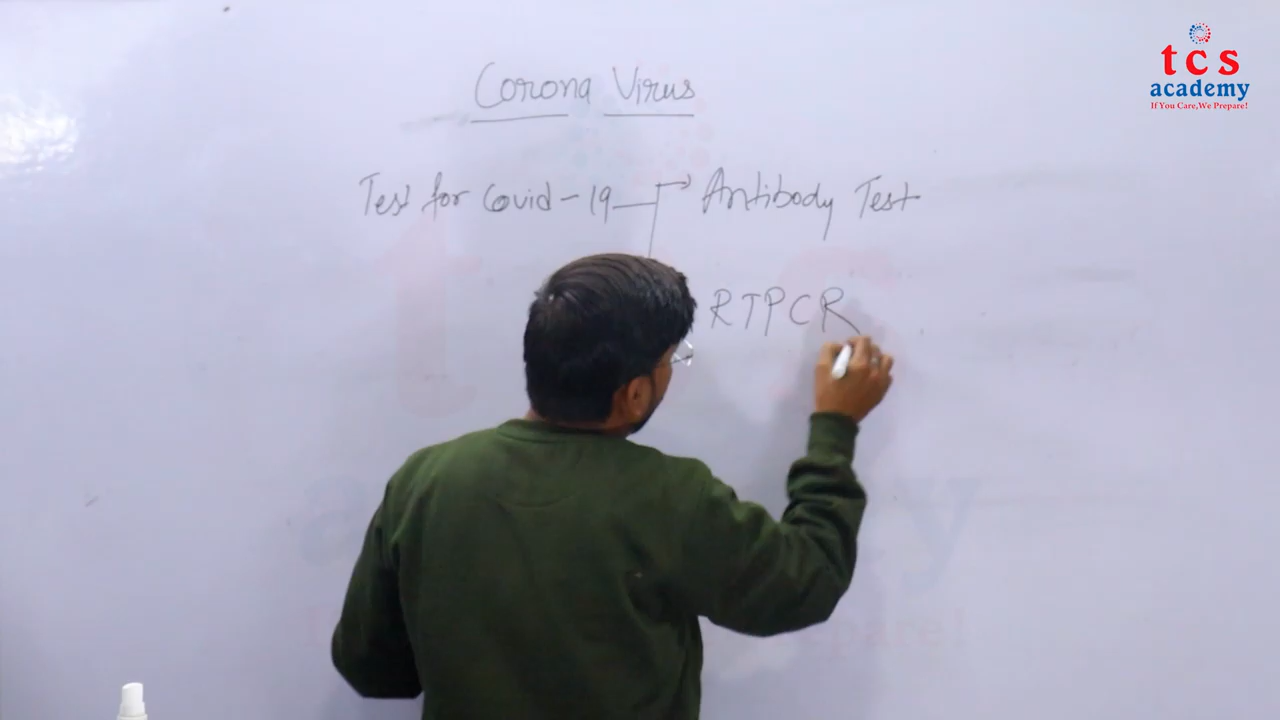 Corona Virus
Test for Covid-19 → Antibody Test
RTPCR
tcs
academy
If You Care,We Prepare!